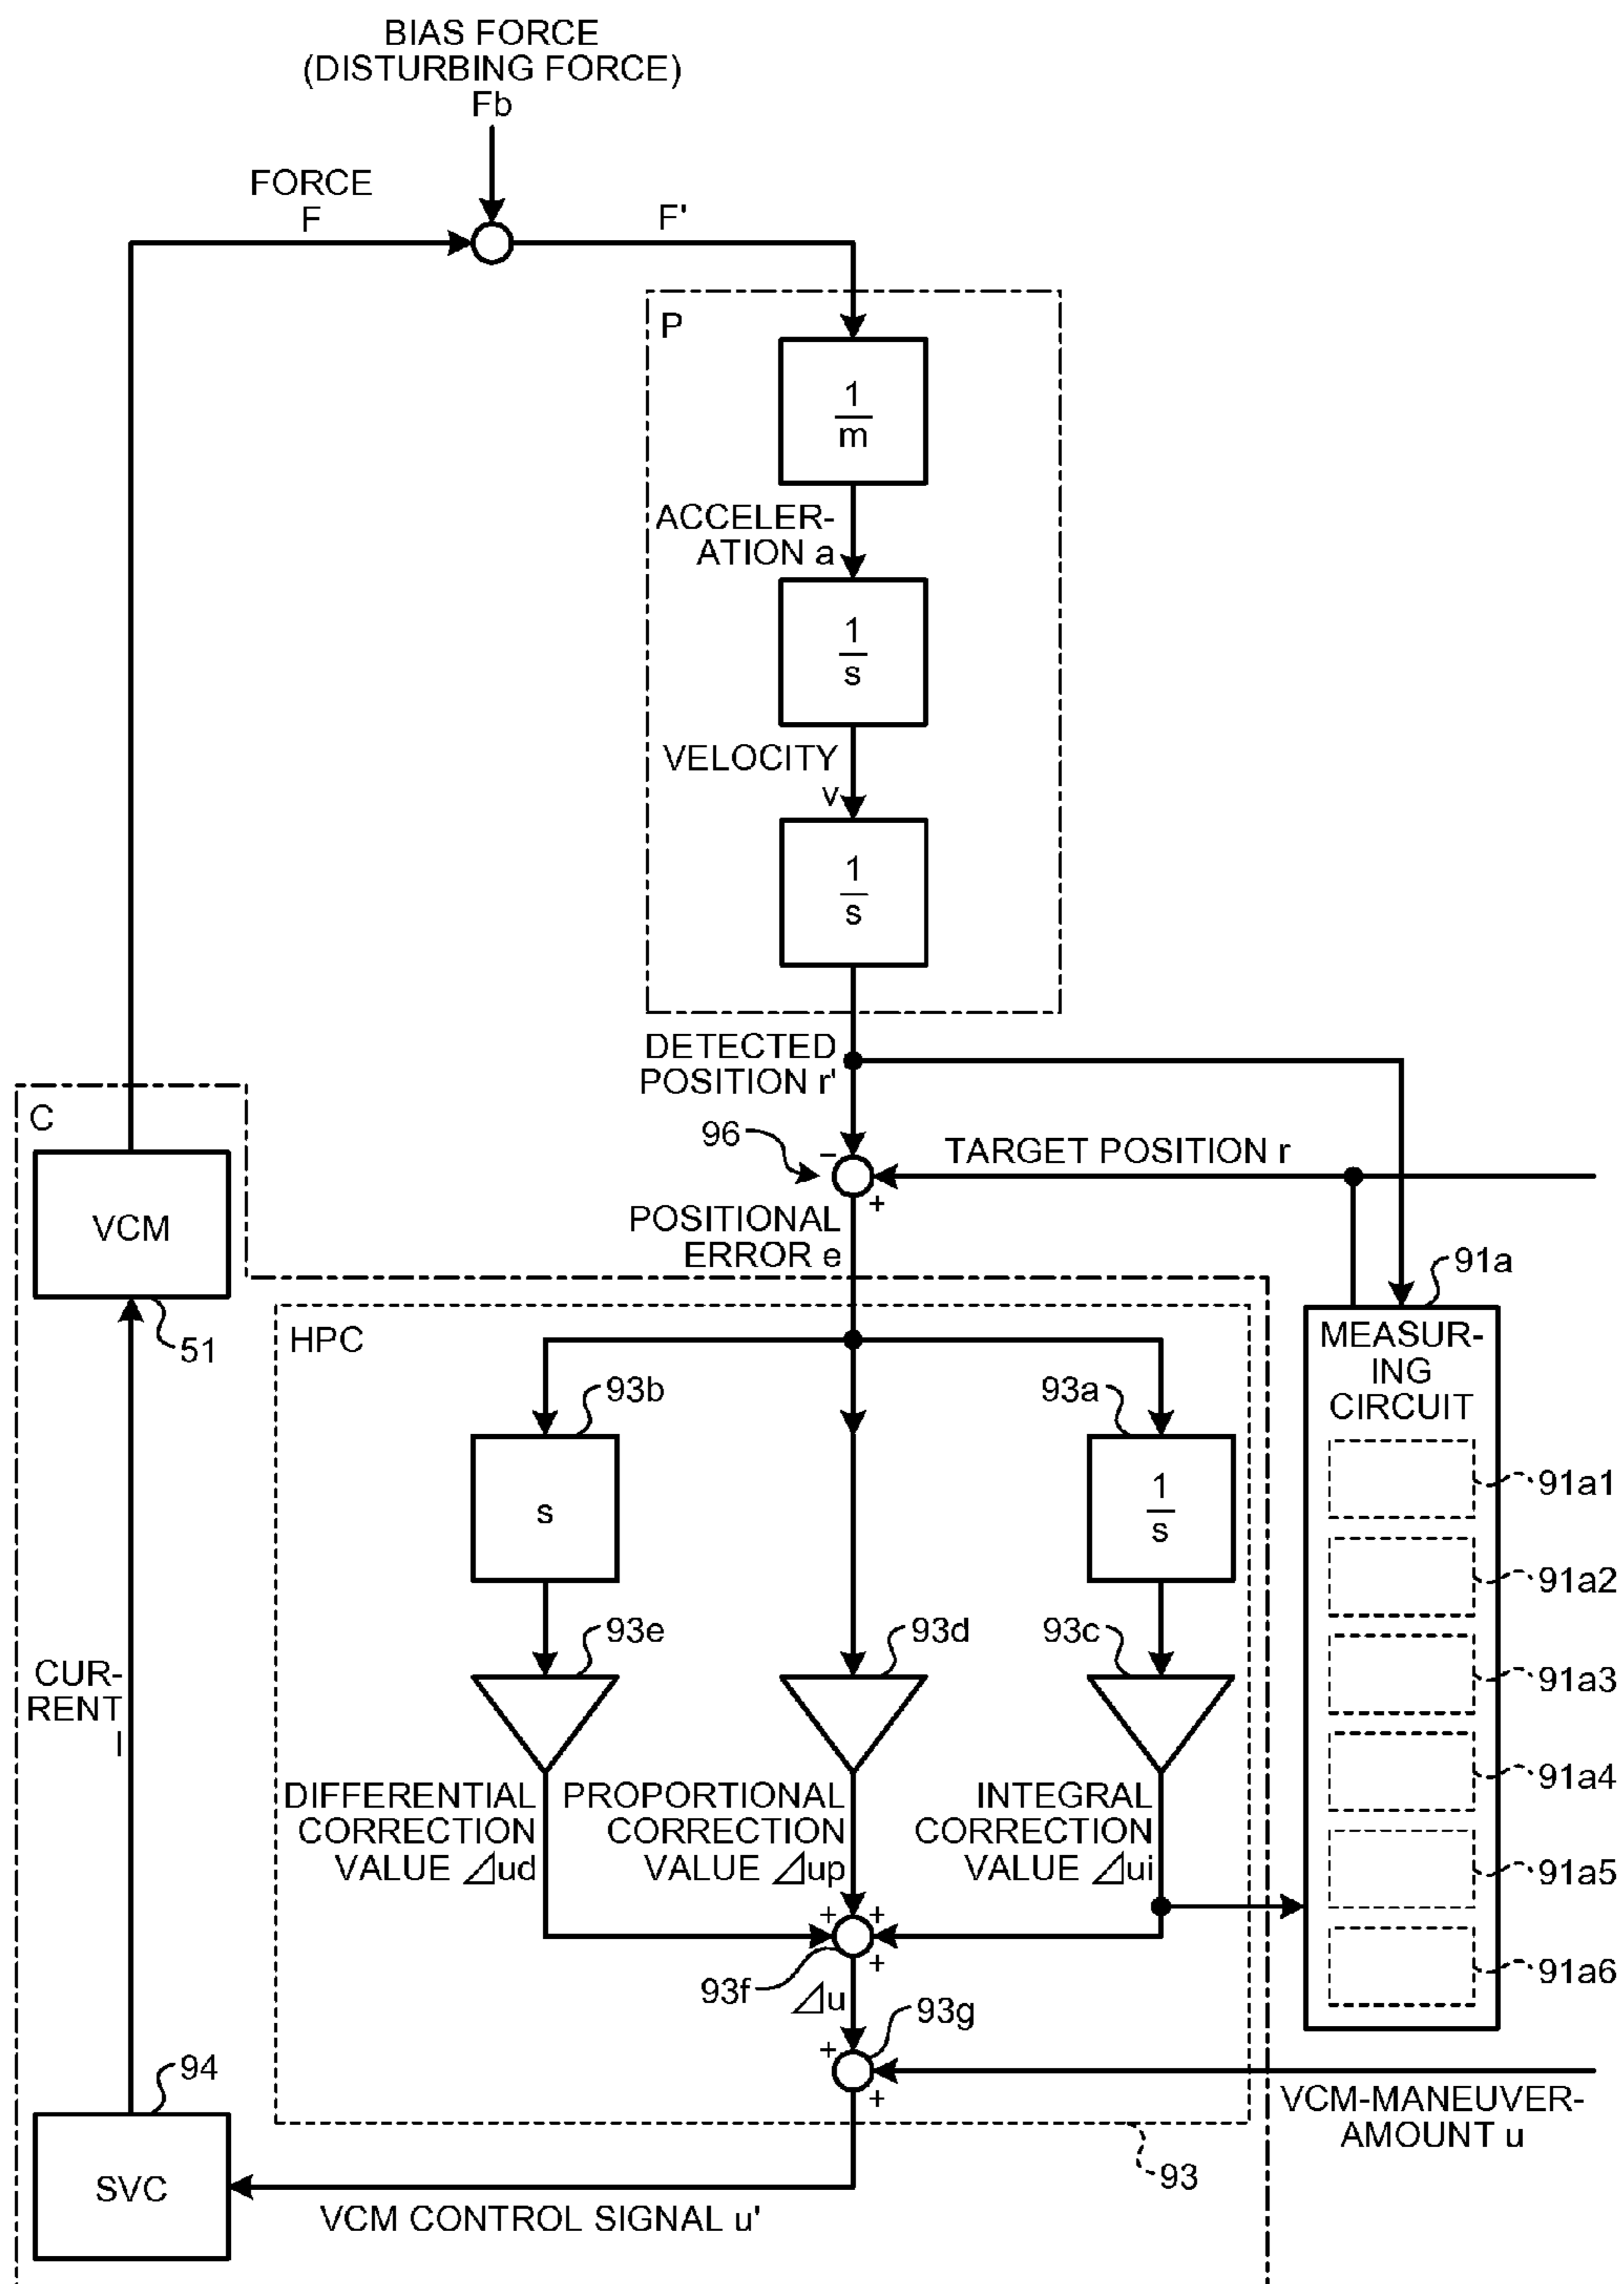 BIAS FORCE
(DISTURBING FORCE)
Fb
FORCE
F
F'
P
1
m
ACCELER-
ATION a
1
s
VELOCITY
v
1
s
DETECTED
POSITION r'
C
96
−
TARGET POSITION r
+
VCM
POSITIONAL
ERROR e
91a
51
HPC
MEASUR-
ING
CIRCUIT
93b
93a
s
1
s
91a1
91a2
93e
93d
93c
91a3
CUR-
RENT
I
91a4
DIFFERENTIAL
CORRECTION
VALUE ⊿ud
PROPORTIONAL
CORRECTION
VALUE ⊿up
INTEGRAL
CORRECTION
VALUE ⊿ui
91a5
+ +
+
91a6
93f
⊿u
93g
+
+
94
VCM-MANEUVER-
AMOUNT u
93
SVC
VCM CONTROL SIGNAL u'